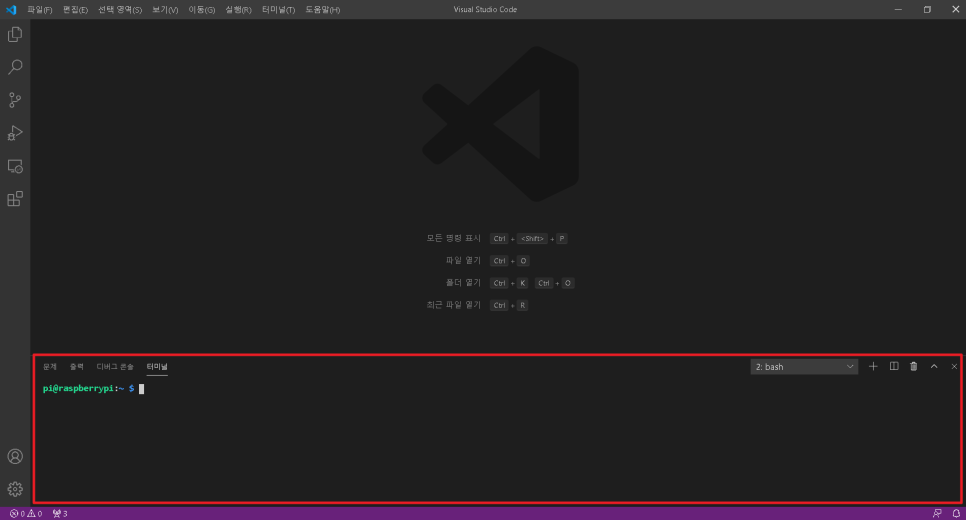 파일(F) 편집(E) 선택 영역(S) 보기(V) 이동(G) 실행(R) 터미널(T) 도움말(H) Visual Studio Code
모든 명령 표시 Ctrl + <Shift> + P
파일 열기 Ctrl + O
폴더 열기 Ctrl + K Ctrl + O
최근 파일 열기 Ctrl + R
문제 출력 디버그 콘솔 터미널 2: bash
pi@raspberrypi:~ $
0 0 3